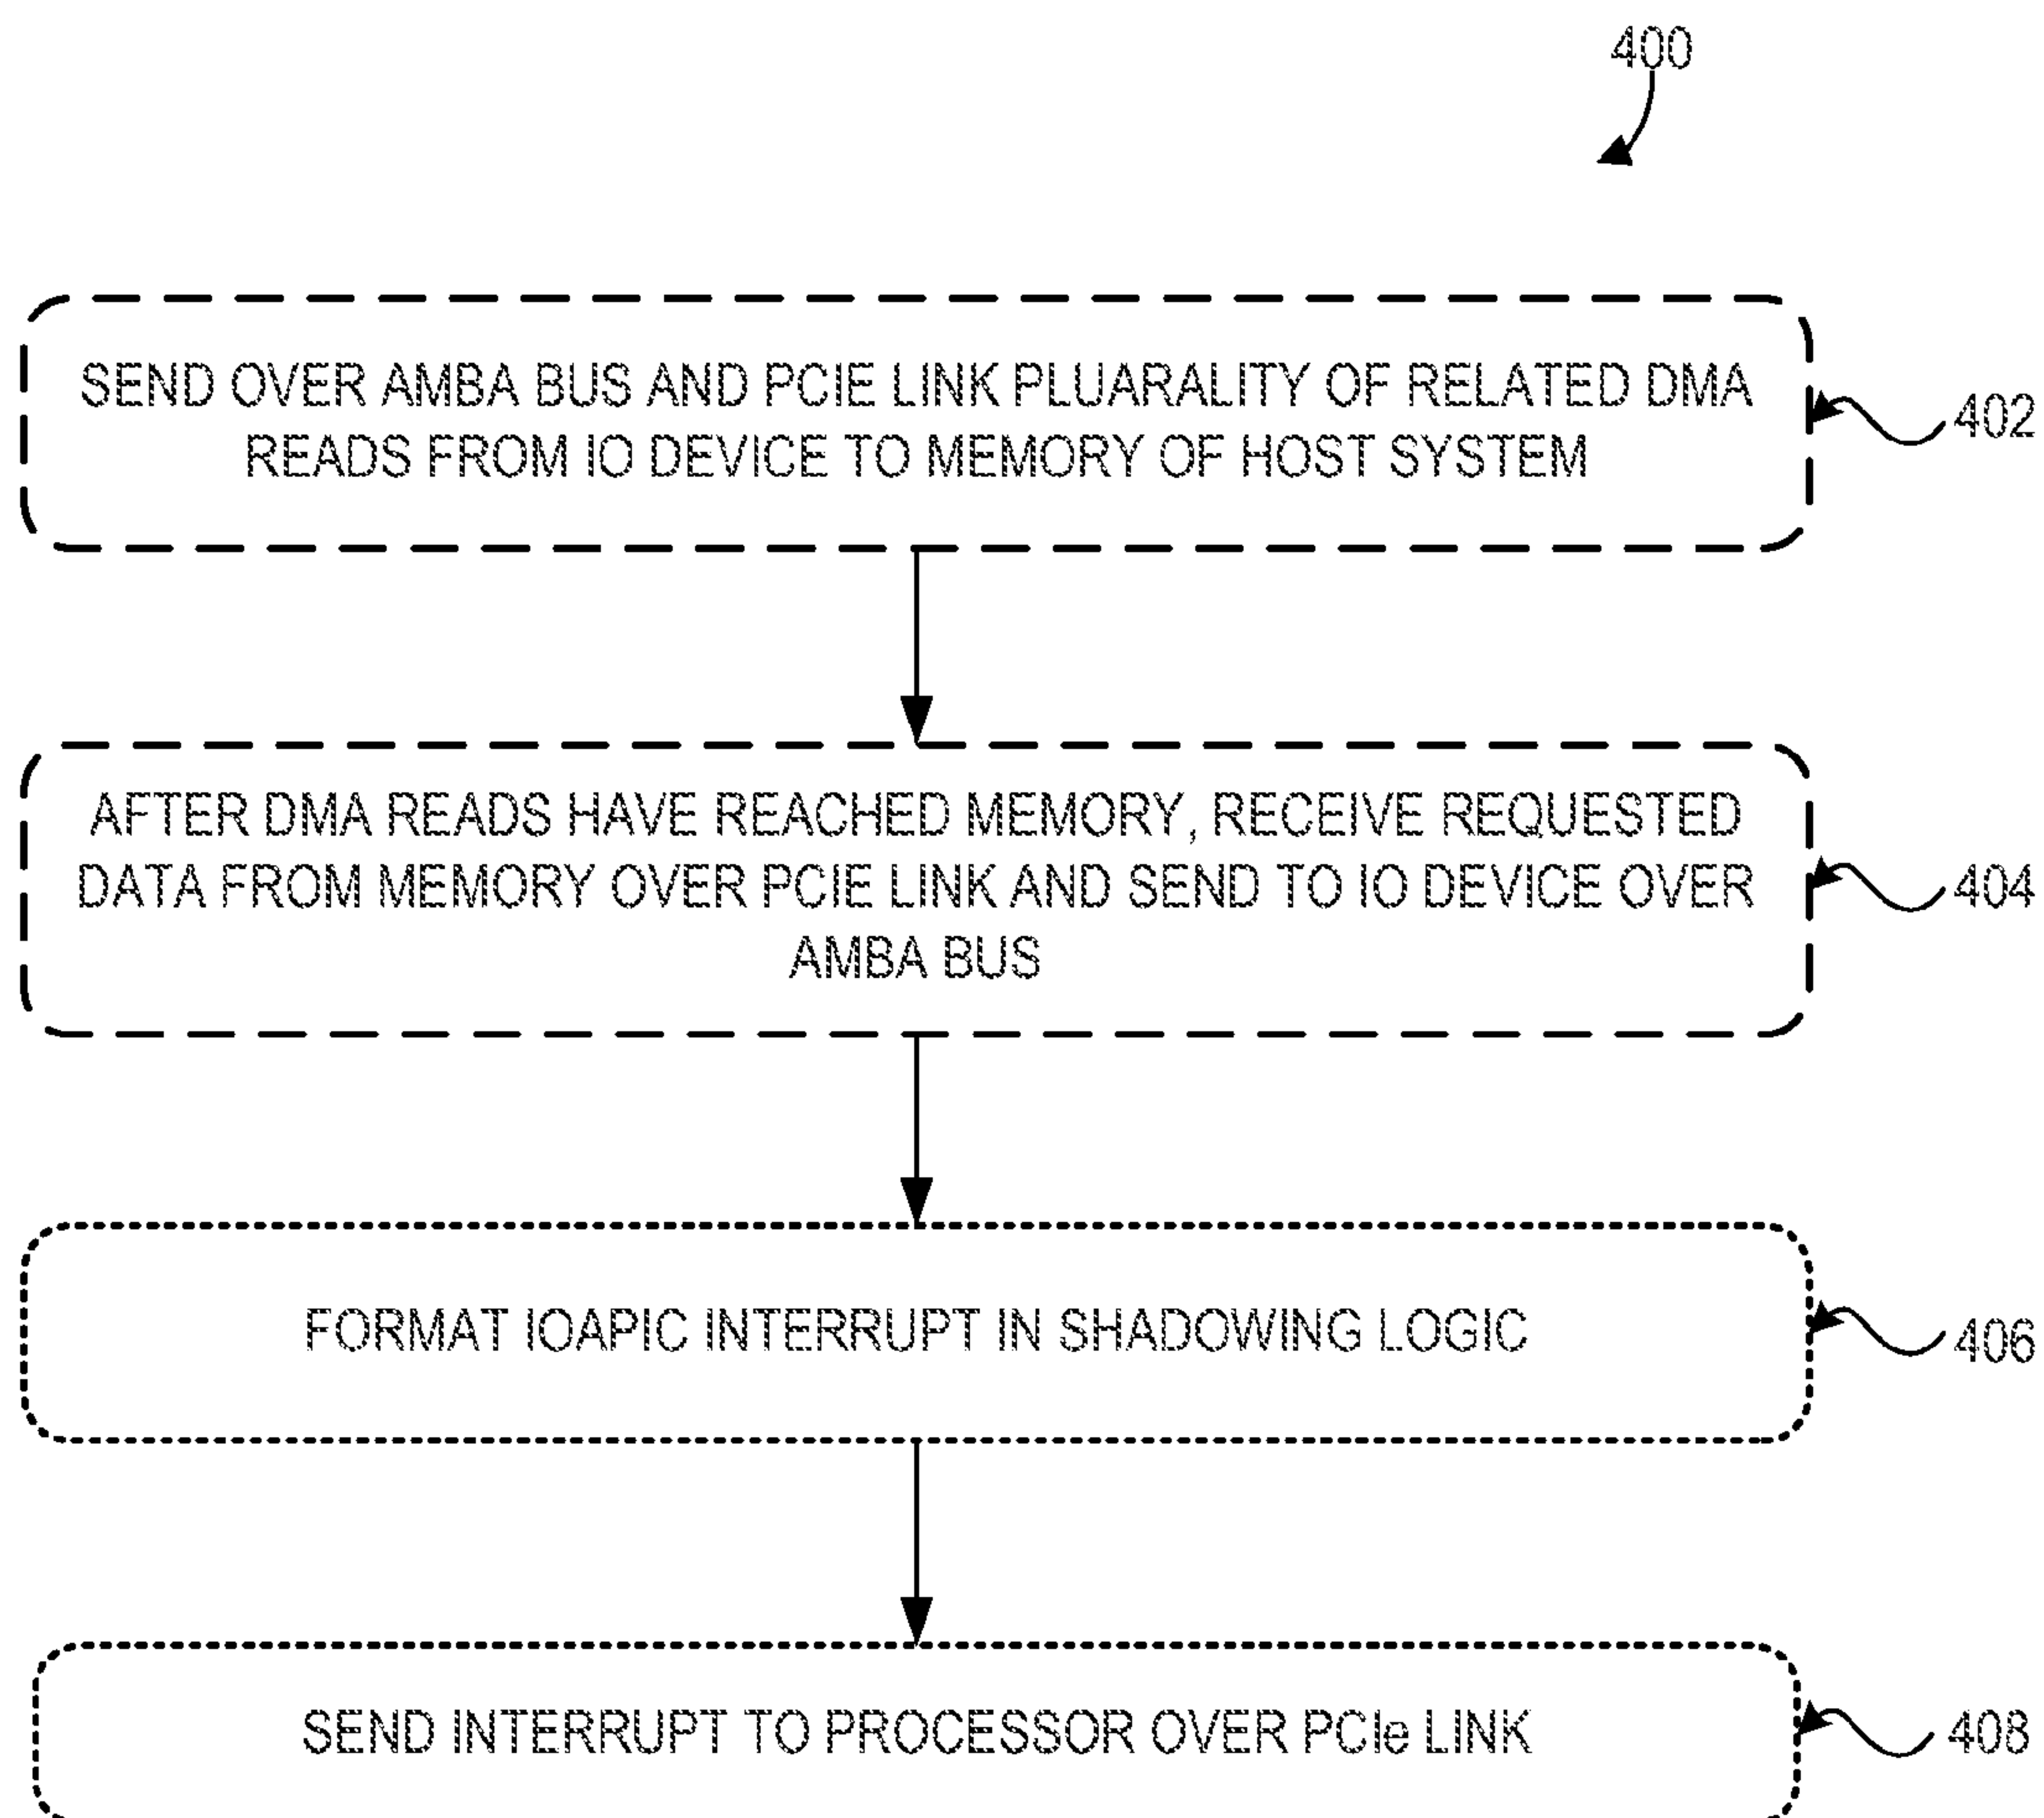 400
SEND OVER AMBA BUS AND PCIE LINK PLUARALITY OF RELATED DMA
READS FROM IO DEVICE TO MEMORY OF HOST SYSTEM
402
AFTER DMA READS HAVE REACHED MEMORY, RECEIVE REQUESTED
DATA FROM MEMORY OVER PCIE LINK AND SEND TO IO DEVICE OVER
AMBA BUS
404
FORMAT IOAPIC INTERRUPT IN SHADOWING LOGIC
406
SEND INTERRUPT TO PROCESSOR OVER PCIe LINK
408